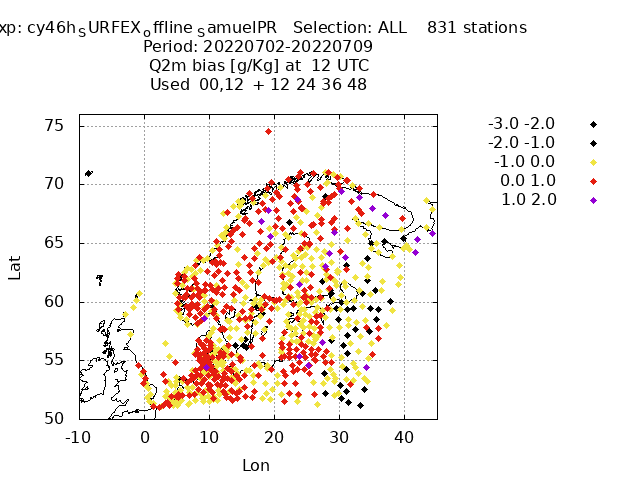 xp: cy46h_SURFEX_offline_samuelPR   Selection: ALL    831 stations
Period: 20220702-20220709
Q2m bias [g/Kg] at  12 UTC
Used  00,12  + 12 24 36 48
-3.0 -2.0
-2.0 -1.0
-1.0 0.0
0.0 1.0
1.0 2.0
75
70
65
60
55
50
Lat
-10 0 10 20 30 40
Lon